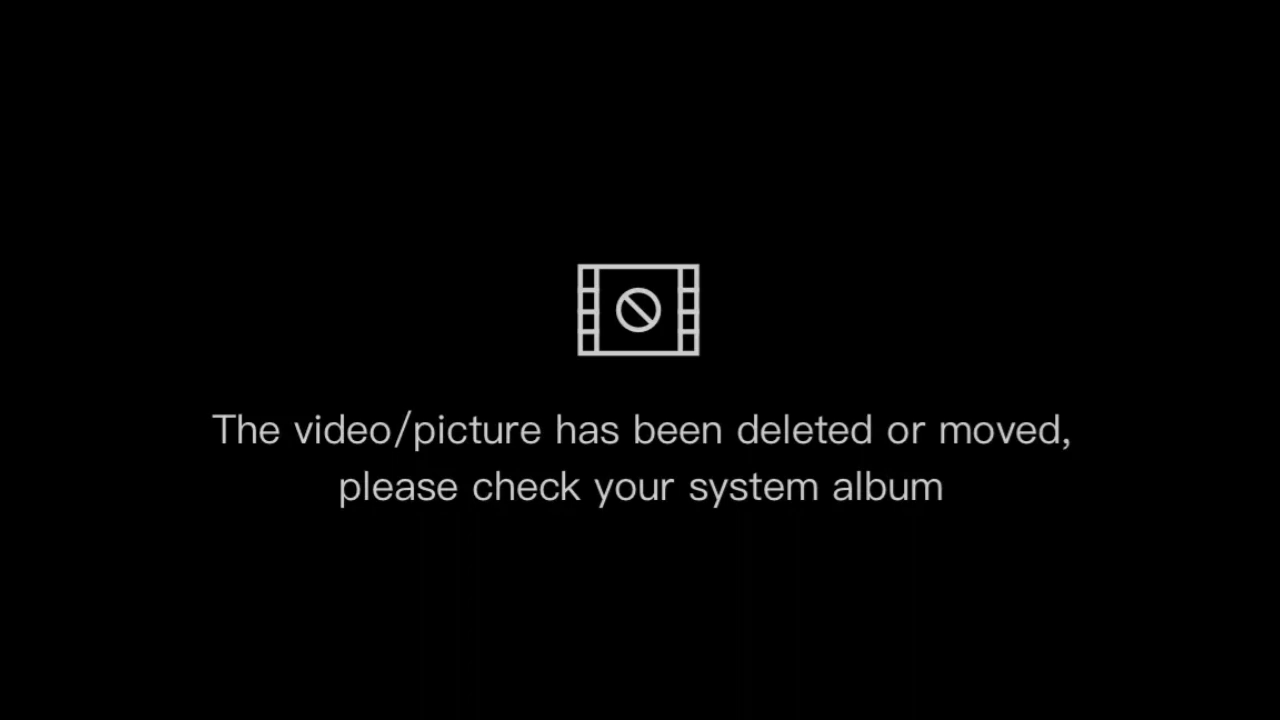 The video/picture has been deleted or moved,
please check your system album